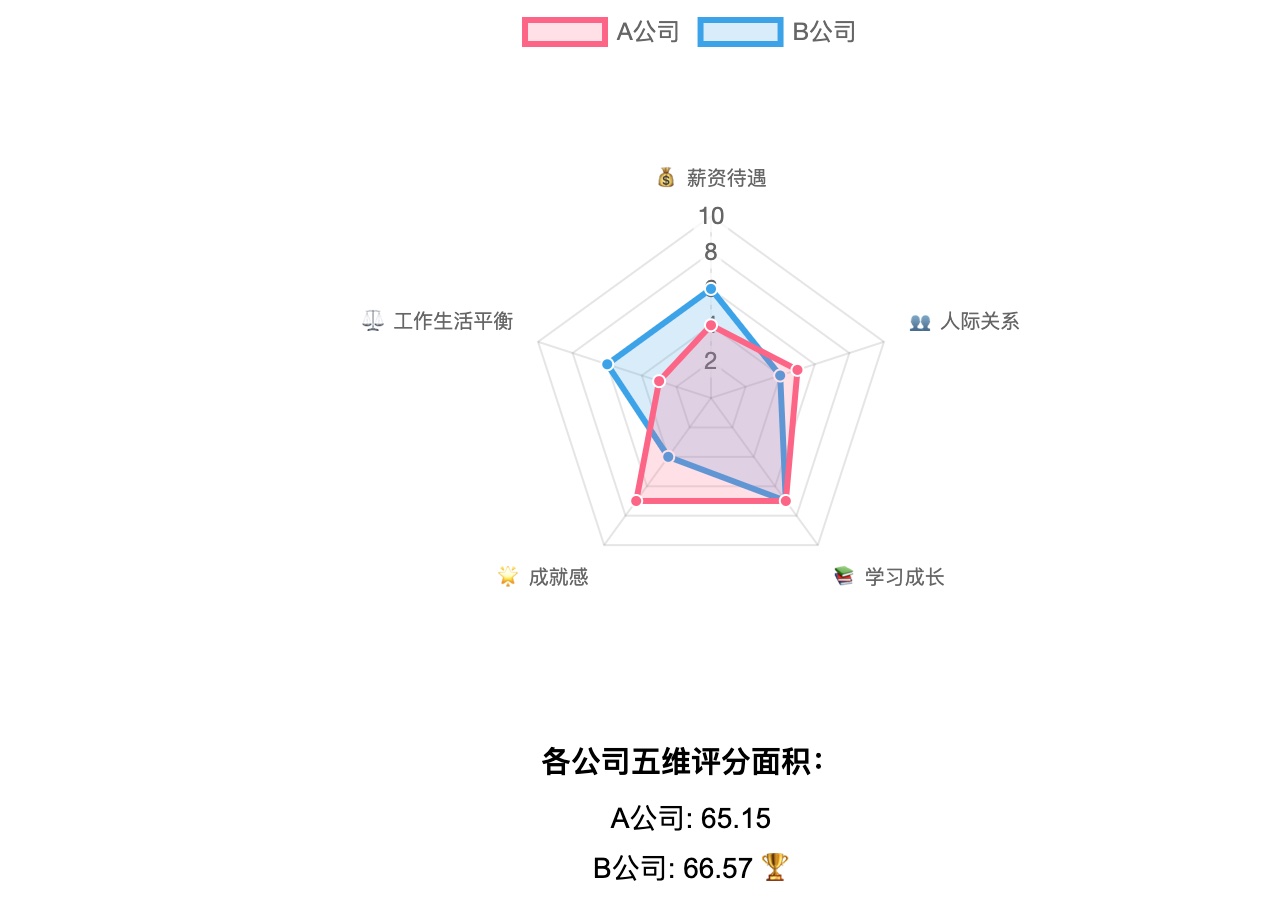 A公司 B公司
💰 薪资待遇
10
8
⚖️ 工作生活平衡 👥 人际关系
2
🌟 成就感 📚 学习成长
各公司五维评分面积：
A公司: 65.15
B公司: 66.57 🏆